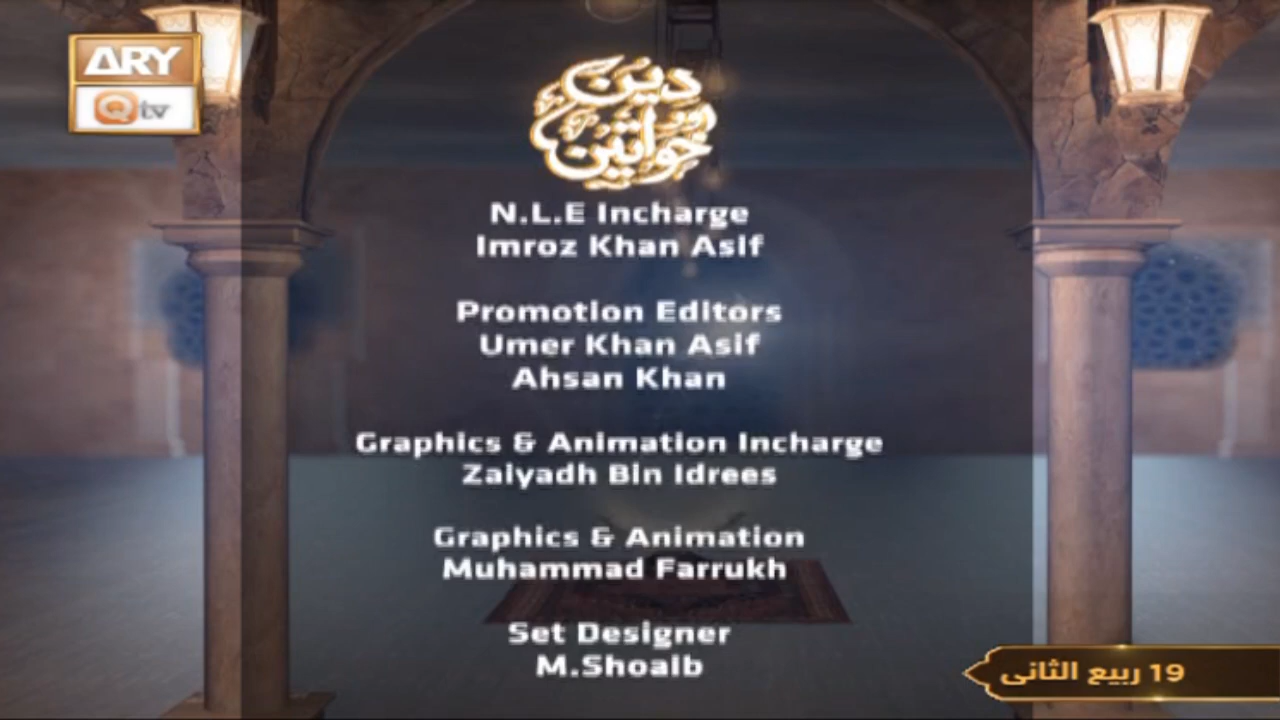 ARY
Qtv
دین
اور
خواتین
N.L.E Incharge
Imroz Khan Asif
Promotion Editors
Umer Khan Asif
Ahsan Khan
Graphics & Animation Incharge
Zaiyadh Bin Idrees
Graphics & Animation
Muhammad Farrukh
Set Designer
M.Shoaib
19 ربیع الثانی